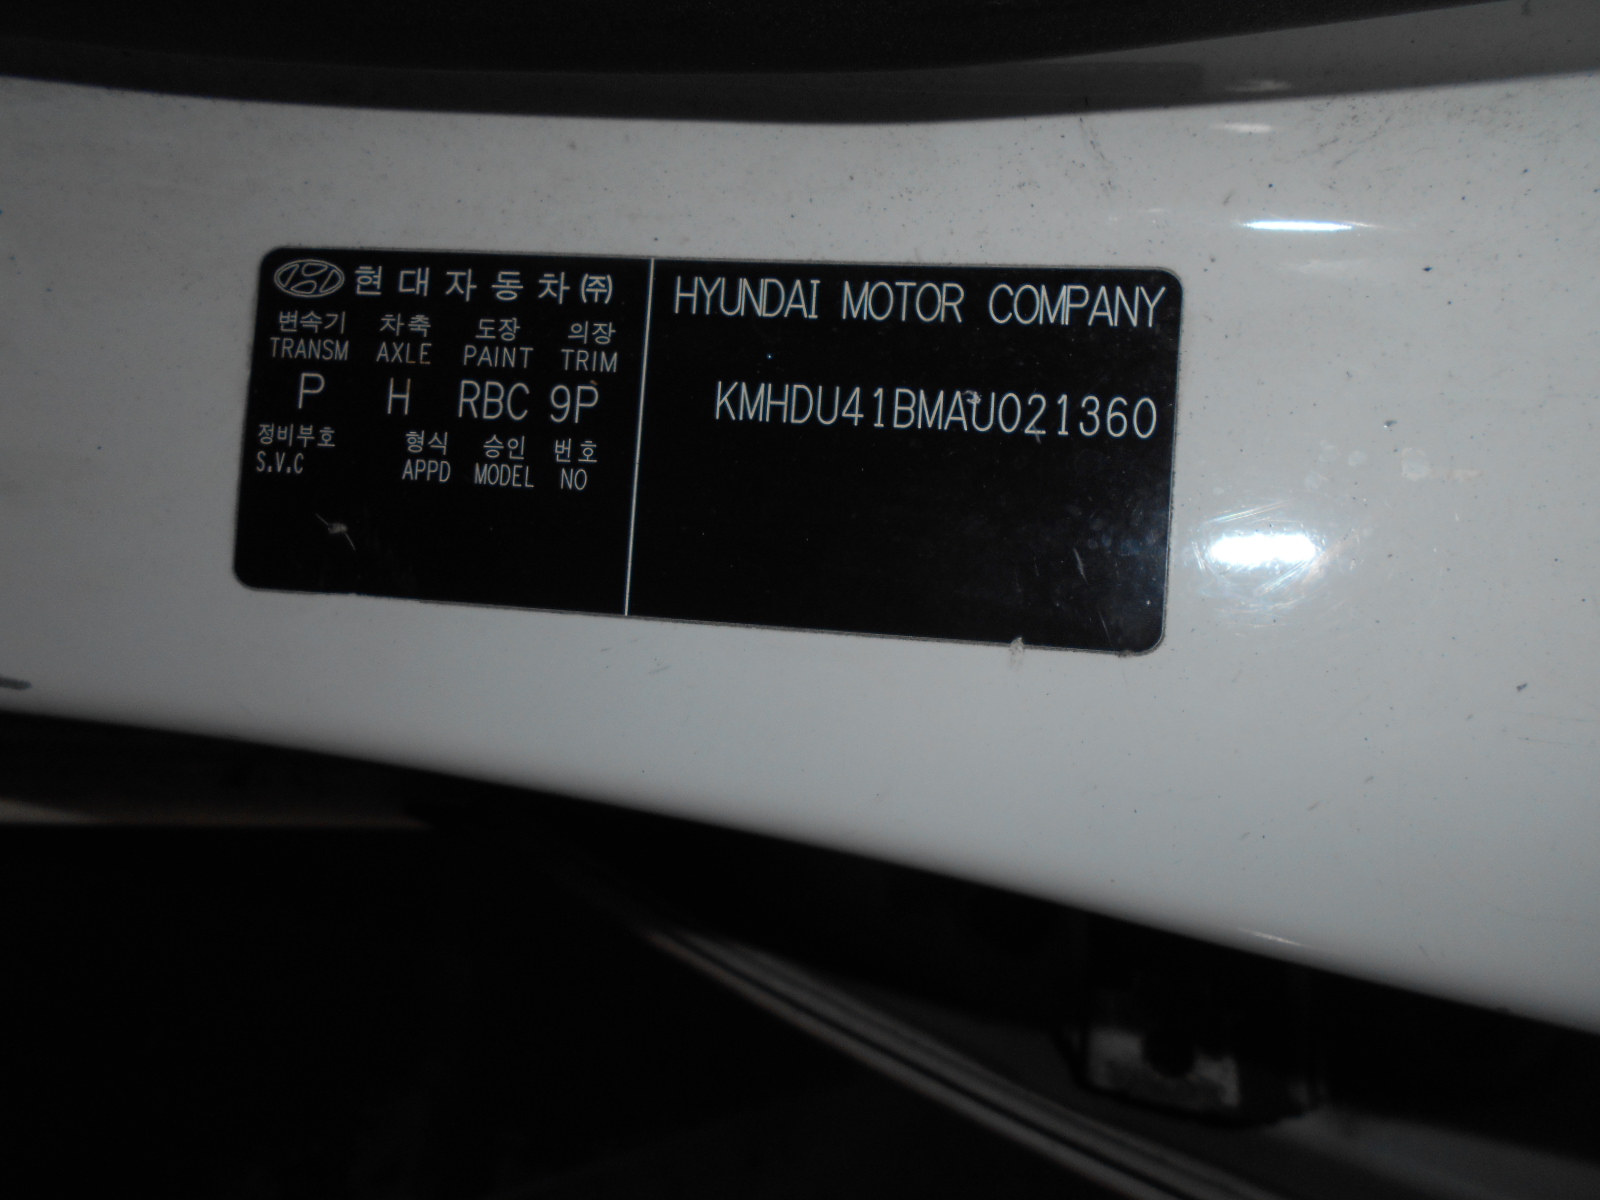 현대자동차㈜
변속기 차축 도장 의장
TRANSM AXLE PAINT TRIM
P H RBC 9P
정비부호 형식 승인 번호
S.V.C APPD MODEL NO
HYUNDAI MOTOR COMPANY
KMHDU41BMAU021360